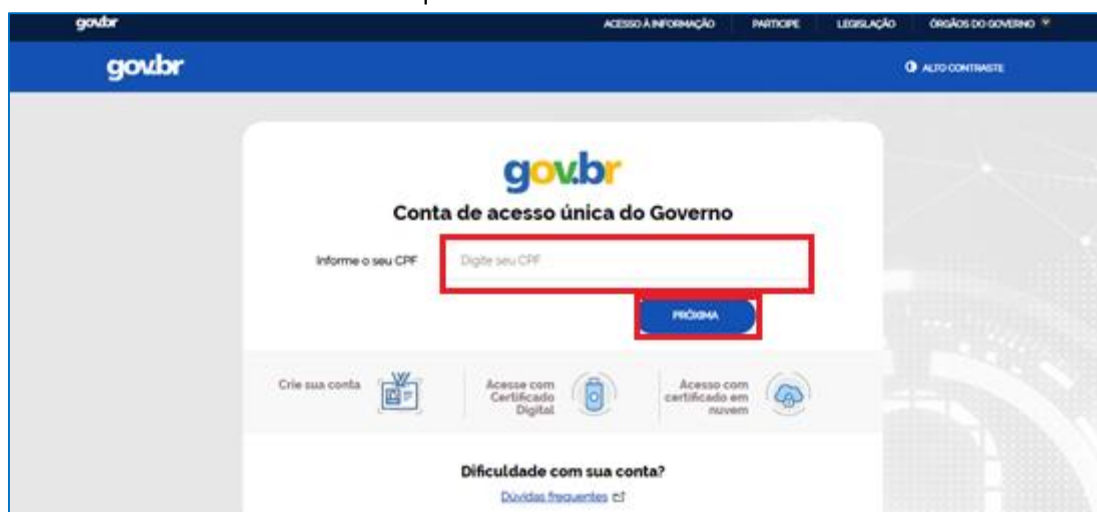 gov.br
ACESSO À INFORMAÇÃO PARTICIPE LEGISLAÇÃO ÓRGÃOS DO GOVERNO
gov.br
ALTO CONTRASTE
gov.br
Conta de acesso única do Governo
Informe o seu CPF
Digite seu CPF
PRÓXIMA
Crie sua conta
Acesse com
Certificado
Digital
Acesso com
certificado em
nuvem
Dificuldade com sua conta?
Dúvidas frequentes